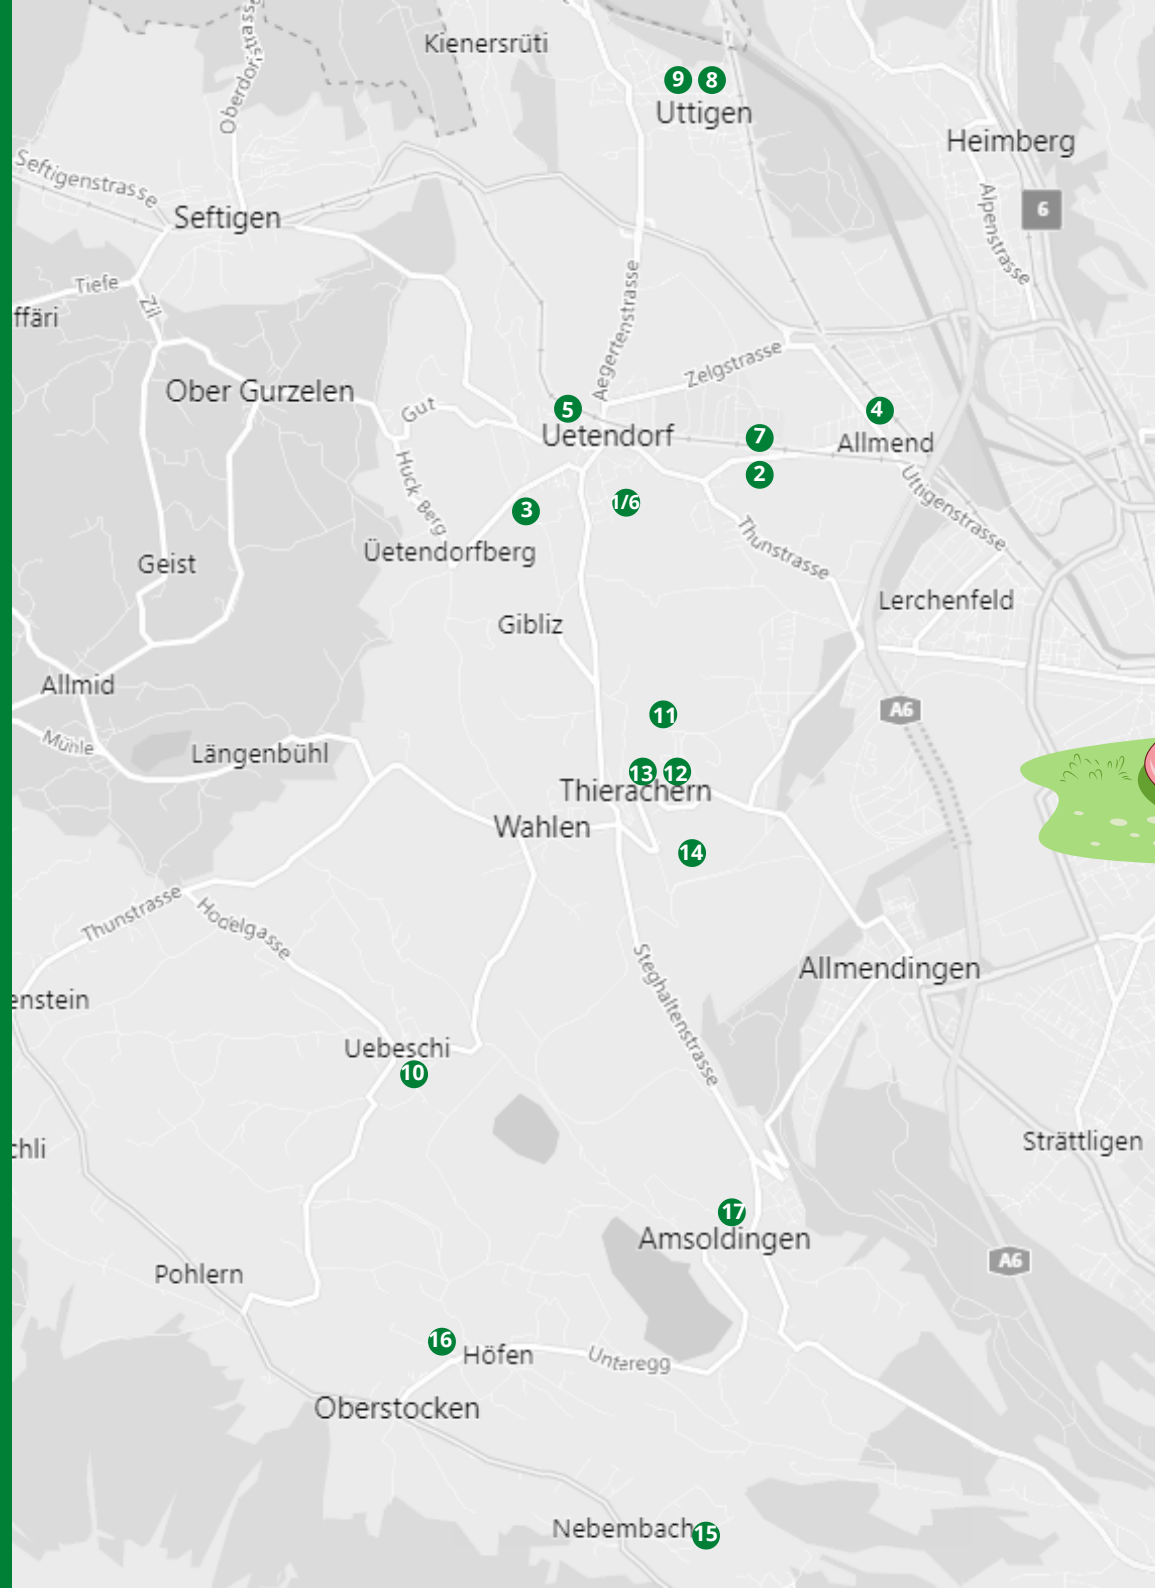 Oberdorfstrasse
Kienersrüti
9
8
Uttigen
Heimberg
Seftigenstrasse
Seftigen
6
Alpenstrasse
Tiefe
Zil
ffäri
Aegertenstrasse
Zelgstrasse
Ober Gurzelen
Gut
5
4
Uetendorf
7
Allmend
2
Huck Berg
3
1/6
Uttigenstrasse
Üetendorfberg
Thunstrasse
Geist
Lerchenfeld
Gibliz
Allmid
11
A6
Mühle
Längenbühl
13
12
Thierachern
Wahlen
14
Thunstrasse
Hodelgasse
Steghaltenstrasse
Allmendingen
enstein
Uebeschi
10
chli
Strättligen
17
Amsoldingen
A6
Pohlern
16
Höfen
Unteregg
Oberstocken
Nebembach
15